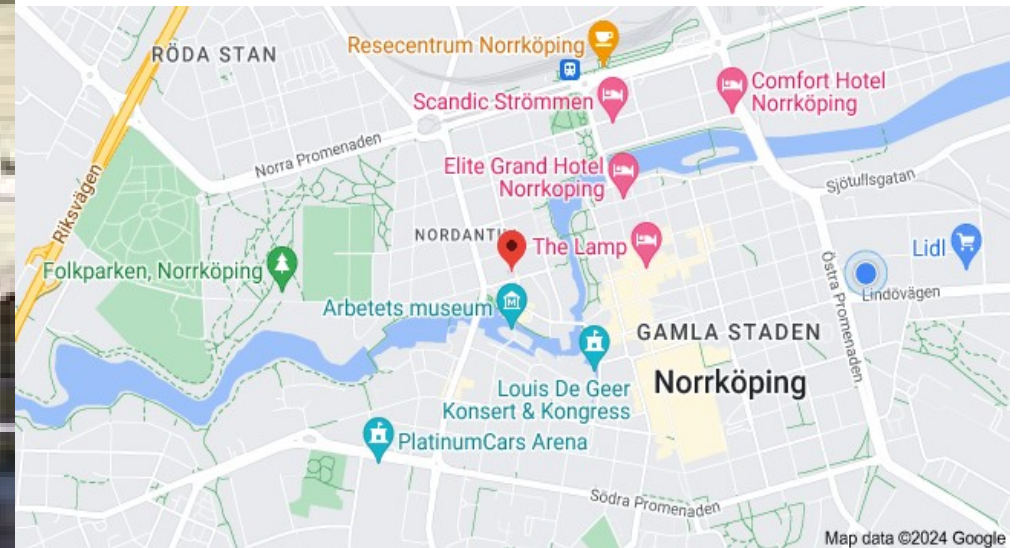 RÖDA STAN
Resecentrum Norrköping
Scandic Strömmen
Comfort Hotel
Norrköping
Norra Promenaden
Elite Grand Hotel
Norrkoping
Sjötullsgatan
Riksvägen
NORDANTI
The Lamp
Lidl
Folkparken, Norrköping
Östra Promenaden
Lindövägen
Arbetets museum
GAMLA STADEN
Norrköping
Louis De Geer
Konsert & Kongress
PlatinumCars Arena
Södra Promenaden
Map data ©2024 Google